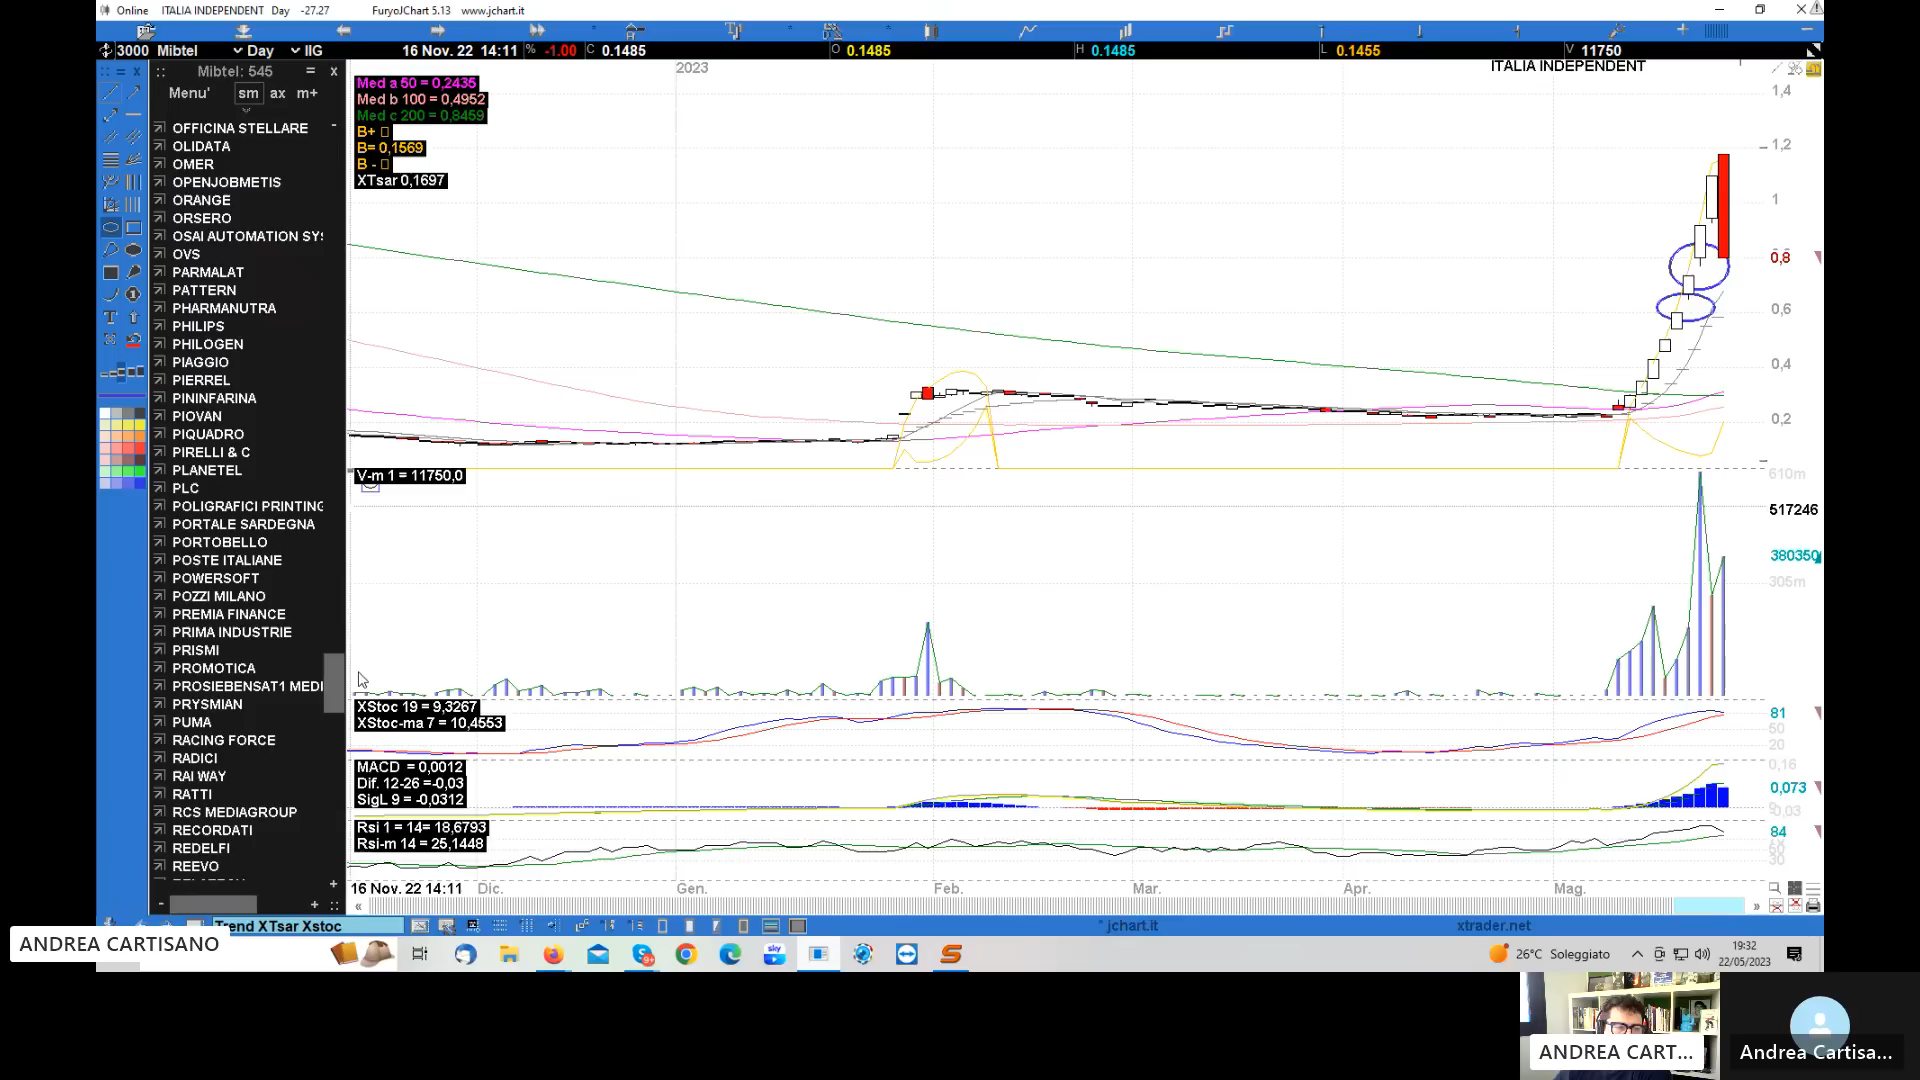 Online ITALIA INDEPENDENT Day -27.27 FuryoJChart 5.13 www.jchart.it
3000 Mibtel Day IIG 16 Nov. 22 14:11 % -1.00 C 0.1485 O 0.1485 H 0.1485 L 0.1455 V 11750
Mibtel: 545 = x
Menu' sm ax m+
OFFICINA STELLARE
OLIDATA
OMER
OPENJOBMETIS
ORANGE
ORSERO
OSAI AUTOMATION SYS
OVS
PARMALAT
PATTERN
PHARMANUTRA
PHILIPS
PHILOGEN
PIAGGIO
PIERREL
PININFARINA
PIOVAN
PIQUADRO
PIRELLI & C
PLANETEL
PLC
POLIGRAFICI PRINTING
PORTALE SARDEGNA
PORTOBELLO
POSTE ITALIANE
POWERSOFT
POZZI MILANO
PREMIA FINANCE
PRIMA INDUSTRIE
PRISMI
PROMOTICA
PROSIEBENSAT1 MEDI
PRYSMIAN
PUMA
RACING FORCE
RADICI
RAI WAY
RATTI
RCS MEDIAGROUP
RECORDATI
REDELFI
REEVO
2023
ITALIA INDEPENDENT
Med a 50 = 0,2435
Med b 100 = 0,4952
Med c 200 = 0,8459
B+
B= 0,1569
B -
XTsar 0,1697
1,4
1,2
1
0,8
0,6
0,4
0,2
V-m 1 = 11750,0
610m
517246
380350
305m
XStoc 19 = 9,3267
XStoc-ma 7 = 10,4553
81
50
20
MACD = 0,0012
Dif. 12-26 =-0,03
SigL 9 = -0,0312
0,16
0,073
-0,03
Rsi 1 = 14= 18,6793
Rsi-m 14 = 25,1448
84
30
16 Nov. 22 14:11 Dic. Gen. Feb. Mar. Apr. Mag.
Trend XTsar Xstoc
jchart.it
xtrader.net
ANDREA CARTISANO
sky
26°C Soleggiato
19:32
22/05/2023
ANDREA CART...
Andrea Cartisa...